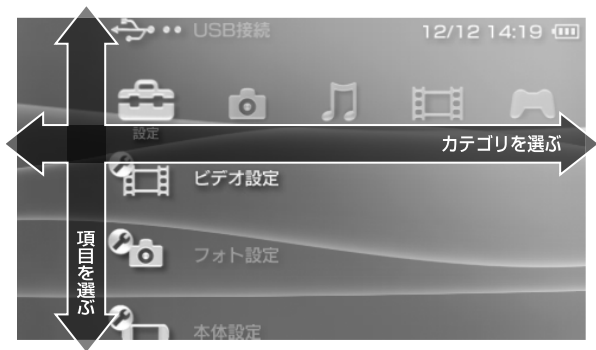 USB接続
12/12 14:19
設定
カテゴリを選ぶ
ビデオ設定
項目を選ぶ
フォト設定
本体設定